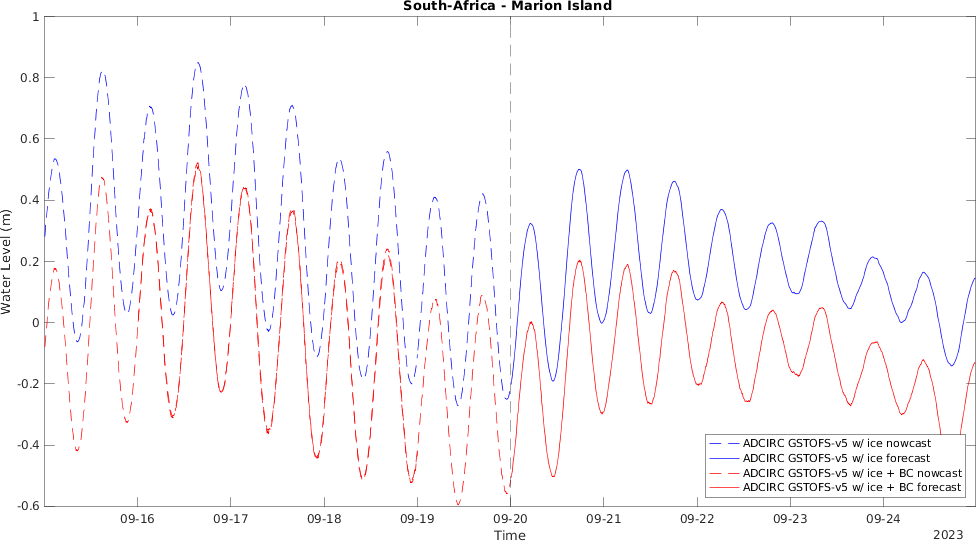 South-Africa - Marion Island
1
0.8
0.6
0.4
0.2
0
-0.2
-0.4
-0.6
Water Level (m)
ADCIRC GSTOFS-v5 w/ ice nowcast
ADCIRC GSTOFS-v5 w/ ice forecast
ADCIRC GSTOFS-v5 w/ ice + BC nowcast
ADCIRC GSTOFS-v5 w/ ice + BC forecast
09-16 09-17 09-18 09-19 09-20 09-21 09-22 09-23 09-24
Time
2023